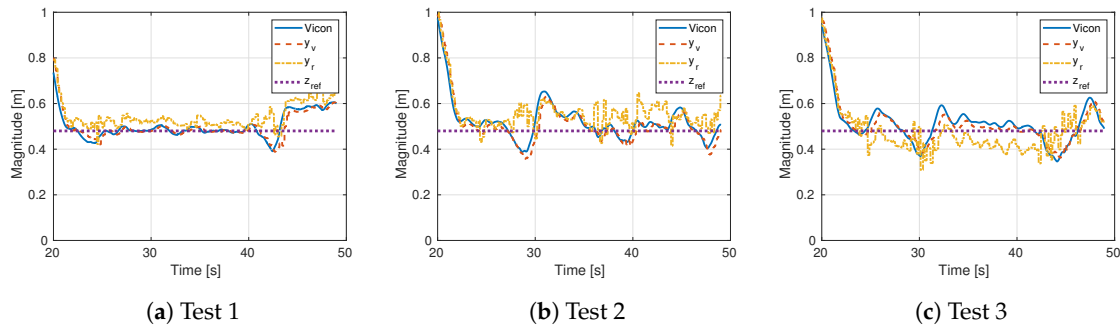 1
0.8
0.6
0.4
0.2
0
Magnitude [m]
20 30 40 50
Time [s]
Vicon
y_v
y_r
z_ref
(a) Test 1
1
0.8
0.6
0.4
0.2
0
Magnitude [m]
20 30 40 50
Time [s]
Vicon
y_v
y_r
z_ref
(b) Test 2
1
0.8
0.6
0.4
0.2
0
Magnitude [m]
20 30 40 50
Time [s]
Vicon
y_v
y_r
z_ref
(c) Test 3